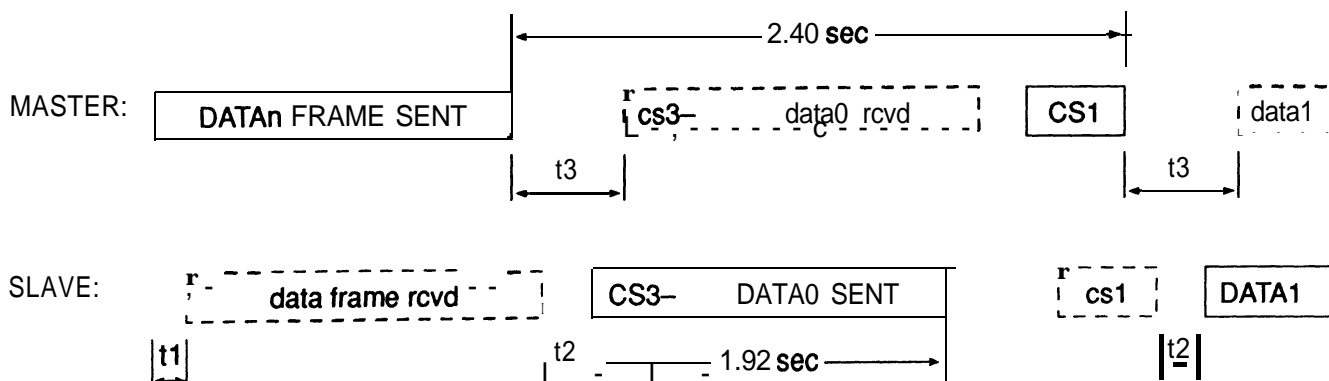 2.40 sec
MASTER: DATAn FRAME SENT cs3– data0 rcvd CS1 data1
t3 t3
SLAVE: data frame rcvd CS3– DATA0 SENT cs1 DATA1
t1 t2 1.92 sec t2